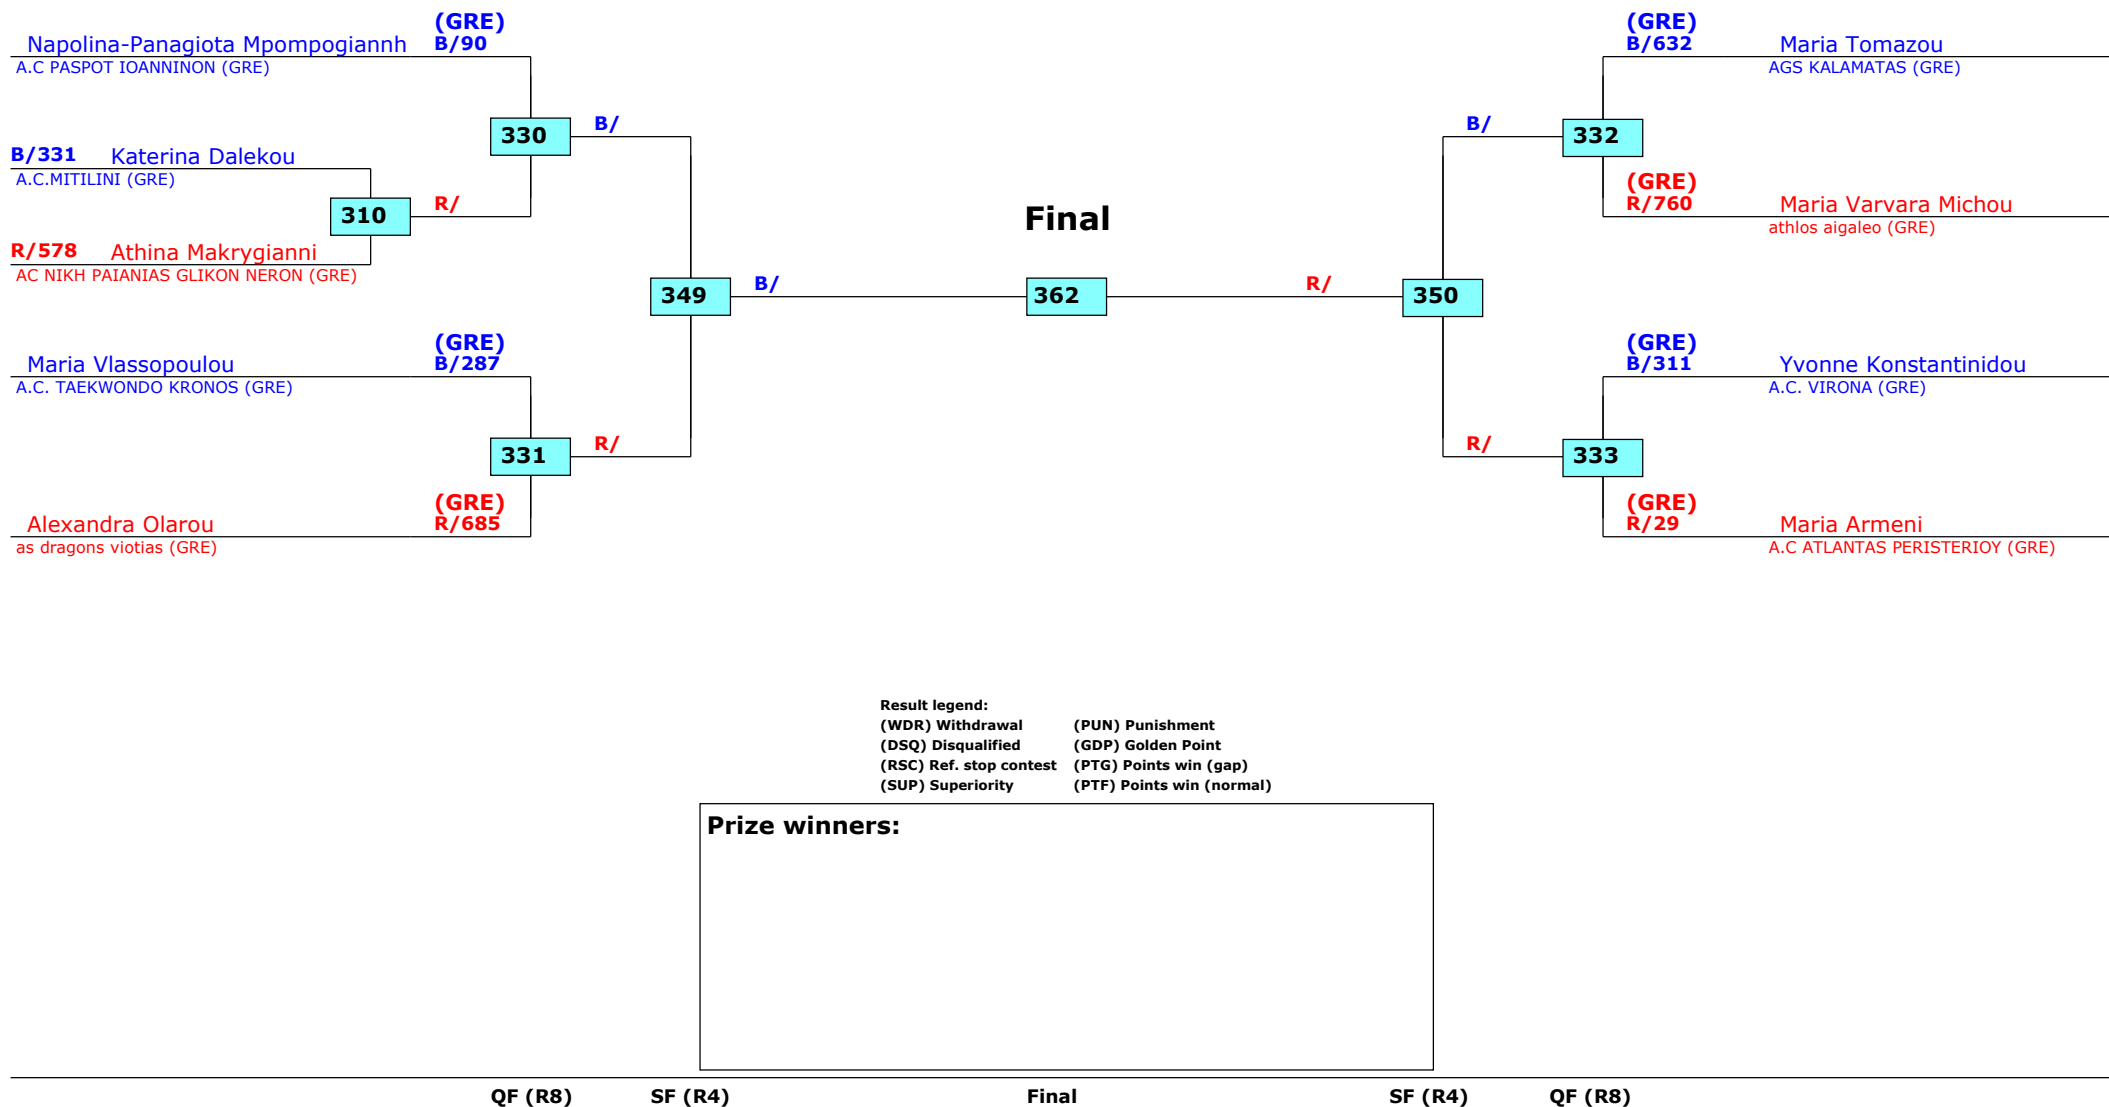 (GRE)
Napolina-Panagiota Mpompogiannh B/90
A.C PASPOT IOANNINON (GRE)
330
B/
B/331 Katerina Dalekou
A.C.MITILINI (GRE)
310
R/
R/578 Athina Makrygianni
AC NIKH PAIANIAS GLIKON NERON (GRE)
349
B/
(GRE)
Maria Vlassopoulou B/287
A.C. TAEKWONDO KRONOS (GRE)
331
R/
(GRE)
Alexandra Olarou R/685
as dragons viotias (GRE)
Final
362
(GRE)
B/632 Maria Tomazou
AGS KALAMATAS (GRE)
B/
332
(GRE)
R/760 Maria Varvara Michou
athlos aigaleo (GRE)
R/
350
(GRE)
B/311 Yvonne Konstantinidou
A.C. VIRONA (GRE)
R/
333
(GRE)
R/29 Maria Armeni
A.C ATLANTAS PERISTERIOY (GRE)
Result legend:
(WDR) Withdrawal (PUN) Punishment
(DSQ) Disqualified (GDP) Golden Point
(RSC) Ref. stop contest (PTG) Points win (gap)
(SUP) Superiority (PTF) Points win (normal)
Prize winners:
QF (R8) SF (R4) Final SF (R4) QF (R8)